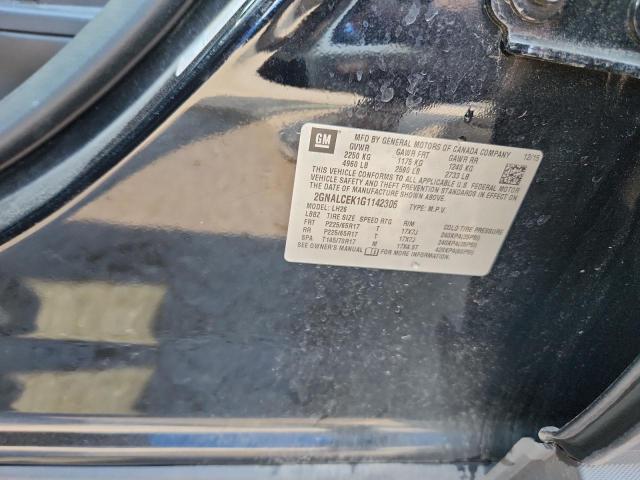 GM
MFD BY GENERAL MOTORS OF CANADA COMPANY 12/15
GVWR GAWR FRT GAWR RR
2250 KG 1175 KG 1240 KG
4960 LB 2590 LB 2733 LB
THIS VEHICLE CONFORMS TO ALL APPLICABLE U.S. FEDERAL MOTOR
VEHICLE SAFETY AND THEFT PREVENTION STANDARDS IN EFFECT ON
THE DATE OF MANUFACTURE SHOWN ABOVE.
2GNALCEK1G1142306 TYPE: M.P.V.
MODEL: LH26
LBBZ TIRE SIZE SPEED RTG RIM COLD TIRE PRESSURE
FRT P225/65R17 T 17X7J 240KPA(35PSI)
RR P225/65R17 T 17X7J 240KPA(35PSI)
SPA T145/70R17 M 17X4 ST 420KPA(60PSI)
SEE OWNER'S MANUAL FOR MORE INFORMATION